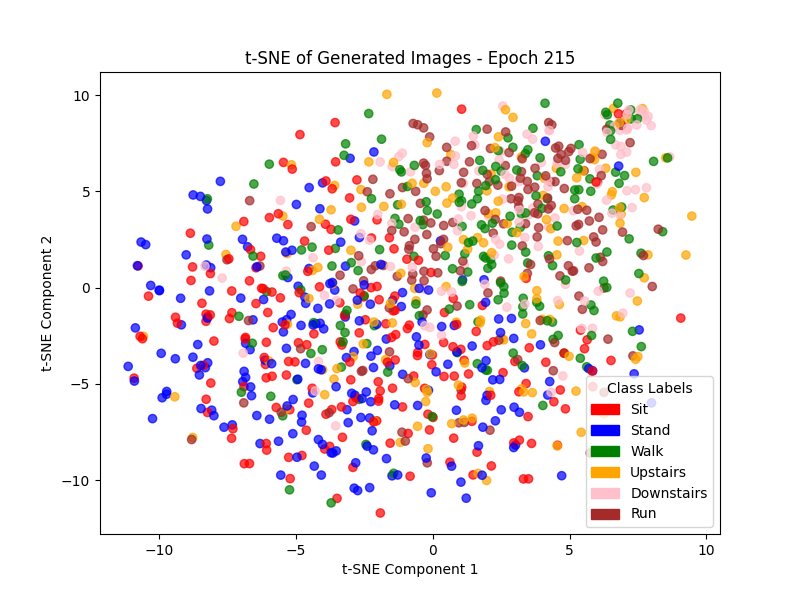 t-SNE of Generated Images - Epoch 215
10
5
0
−5
−10
t-SNE Component 2
−10
−5
0
5
10
t-SNE Component 1
Class Labels
Sit
Stand
Walk
Upstairs
Downstairs
Run